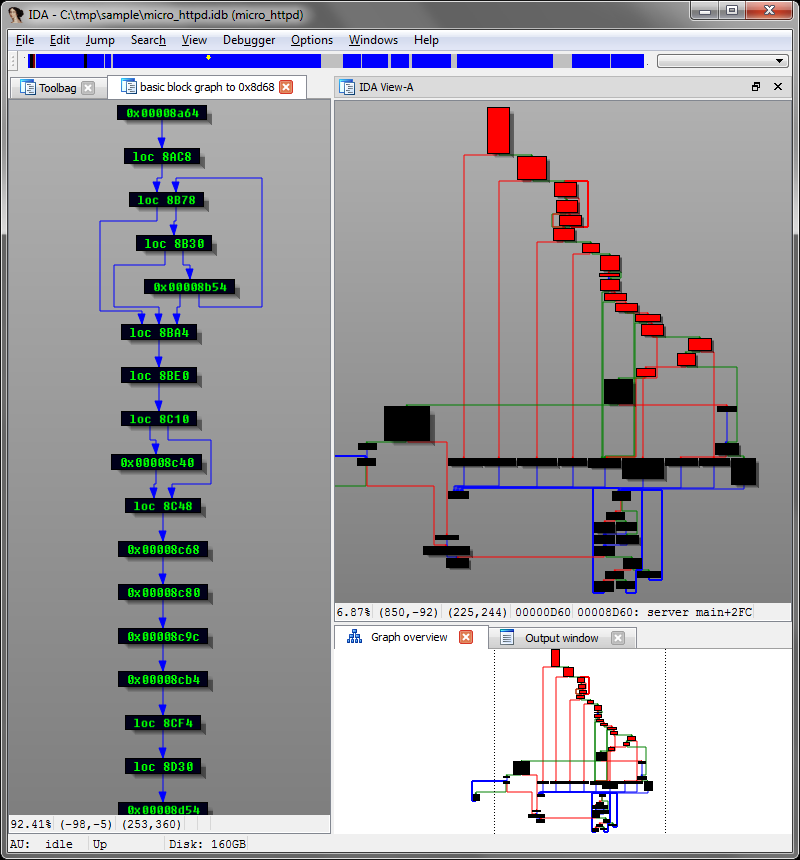 IDA - C:\tmp\sample\micro_httpd.idb (micro_httpd)
File Edit Jump Search View Debugger Options Windows Help
Toolbag
basic block graph to 0x8d68
IDA View-A
0x00008a64
loc 8AC8
loc 8B78
loc 8B30
0x00008b54
loc 8BA4
loc 8BE0
loc 8C10
0x00008c40
loc 8C48
0x00008c68
0x00008c80
0x00008c9c
0x00008cb4
loc 8CF4
loc 8D30
0x00008d54
92.41% (-98,-5) (253,360)
6.87% (850,-92) (225,244) 00000D60 00008D60: server main+2FC
Graph overview
Output window
AU: idle Up Disk: 160GB